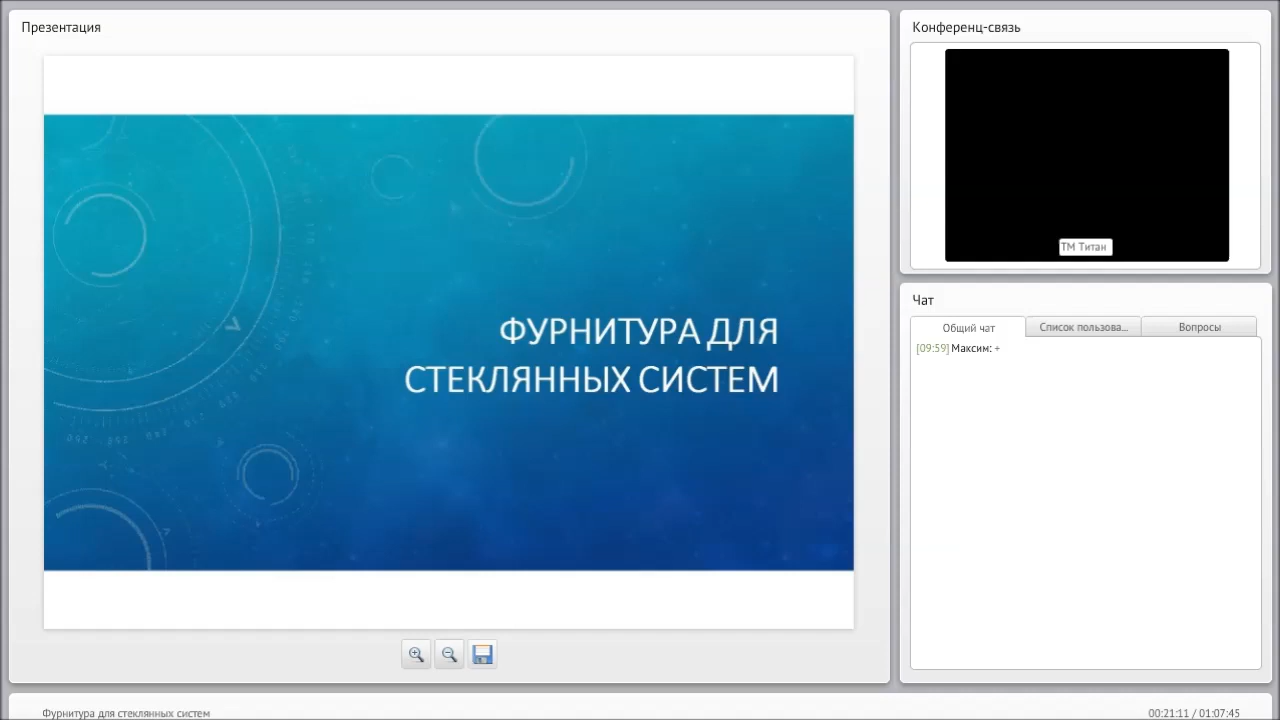 Презентация
ФУРНИТУРА ДЛЯ
СТЕКЛЯННЫХ СИСТЕМ
Конференц-связь
ТМ Титан
Чат
Общий чат
Список пользова...
Вопросы
[09:59] Максим: +
Фурнитура для стеклянных систем
00:21:11 / 01:07:45